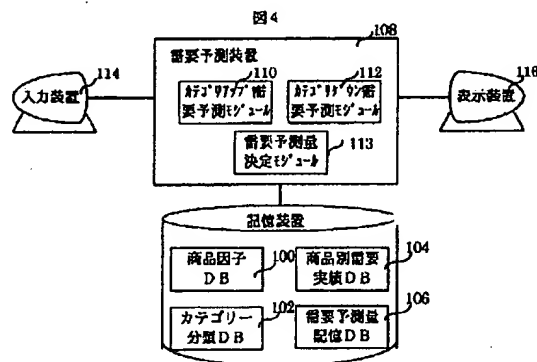 図4
108
需要予測装置
114
入力装置
110
カテゴリアップ需
要予測モジュール
112
カテゴリダウン需
要予測モジュール
116
表示装置
113
需要予測量
決定モジュール
記憶装置
商品因子
DB
100
商品別需要
実績DB
104
カテゴリー
分類DB
102
需要予測量
記憶DB
106